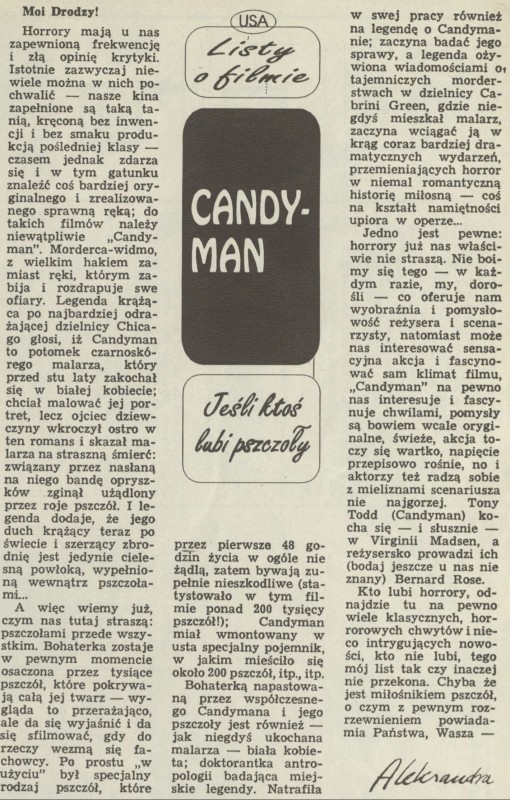 Moi Drodzy!
Horrory mają u nas
zapewnioną frekwencję
i złą opinię krytyki.
Istotnie zazwyczaj nie-
wiele można w nich po-
chwalić — nasze kina
zapełnione są taką ta-
nią, kręconą bez inwen-
cji i bez smaku produ-
kcją pośledniej klasy —
czasem jednak zdarza
się i w tym gatunku
znaleźć coś bardziej ory-
ginalnego i zrealizowa-
nego sprawną ręką; do
takich filmów należy
niewątpliwie „Candy-
man". Morderca-widmo,
z wielkim hakiem za-
miast ręki, którym za-
bija i rozdrapuje swe
ofiary. Legenda krążą-
ca po najbardziej odra-
żającej dzielnicy Chica-
go głosi, iż Candyman
to potomek czarnoskó-
rego malarza, który
przed stu laty zakochał
się w białej kobiecie;
chciał malować jej por-
tret, lecz ojciec dziew-
czyny wkroczył ostro w
ten romans i skazał ma-
larza na straszną śmierć:
związany przez nasłaną
na niego bandę oprysz-
ków zginął użądlony
przez roje pszczół. I le-
genda dodaje, że jego
duch krążący teraz po
świecie i szerzący zbro-
dnię jest jedynie ciele-
sną powłoką, wypełnio-
ną wewnątrz pszczoła-
mi...
A więc wiemy już,
czym nas tutaj straszą:
pszczołami przede wszy-
stkim. Bohaterka zostaje
w pewnym momencie
osaczona przez tysiące
pszczół, które pokrywa-
ją całą jej twarz — wy-
gląda to przerażająco,
ale da się wyjaśnić i da
się sfilmować, gdy do
rzeczy wezmą się fa-
chowcy. Po prostu „w
użyciu" był specjalny
rodzaj pszczół, które
USA
Listy
o filmie
CANDY-
MAN
Jeśli ktoś
lubi pszczoły
przez pierwsze 48 go-
dzin życia w ogóle nie
żądlą, zatem bywają zu-
pełnie nieszkodliwe (sta-
tystowało w tym fil-
mie ponad 200 tysięcy
pszczół!); Candyman
miał wmontowany w
usta specjalny pojemnik,
w jakim mieściło się
około 200 pszczół, itp., itp.
Bohaterką napastowa-
ną przez współczesne-
go Candymana i jego
pszczoły jest również —
jak niegdyś ukochana
malarza — biała kobie-
ta; doktorantka antro-
pologii badająca miej-
skie legendy. Natrafiła
w swej pracy również
na legendę o Candyma-
nie; zaczyna badać jego
sprawy, a legenda oży-
wiona wiadomościami o
tajemniczych morder-
stwach w dzielnicy Ca-
brini Green, gdzie nie-
gdyś mieszkał malarz,
zaczyna wciągać ją w
krąg coraz bardziej dra-
matycznych wydarzeń,
przemieniających horror
w niemal romantyczną
historię miłosną — coś
na kształt namiętności
upiora w operze...
Jedno jest pewne:
horrory już nas właści-
wie nie straszą. Nie boi-
my się tego — w każ-
dym razie, my, doro-
śli — co oferuje nam
wyobraźnia i pomysło-
wość reżysera i scena-
rzysty, natomiast może
nas interesować sensa-
cyjna akcja i fascyno-
wać sam klimat filmu,
„Candyman" na pewno
nas interesuje i fascy-
nuje chwilami, pomysły
są bowiem wcale orygi-
nalne, świeże, akcja to-
czy się wartko, napięcie
przepisowo rośnie, no i
aktorzy też radzą sobie
z mieliznami scenariusza
nie najgorzej. Tony
Todd (Candyman) ko-
cha się — i słusznie —
w Virginii Madsen, a
reżysersko prowadzi ich
(bodaj jeszcze u nas nie
znany) Bernard Rose.
Kto lubi horrory, od-
najdzie tu na pewno
wiele klasycznych, hor-
rorowych chwytów i nie-
co intrygujących nowo-
ści, kto nie lubi, tego
mój list tak czy inaczej
nie przekona. Chyba że
jest miłośnikiem pszczół,
o czym z pewnym roz-
rzewnieniem powiada-
mia Państwa, Wasza —
Aleksandra